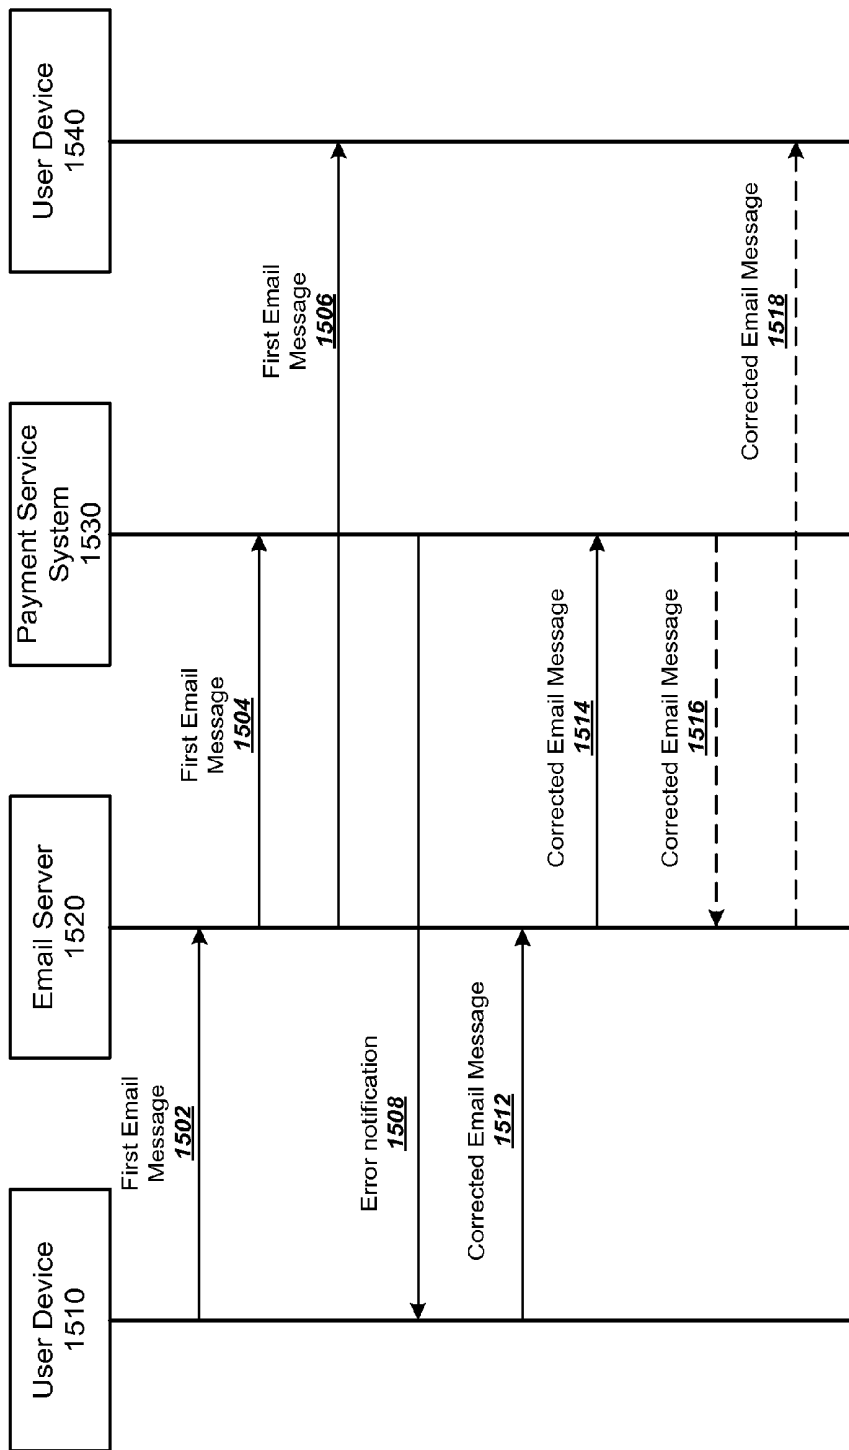 User Device
1510
Email Server
1520
Payment Service
System
1530
User Device
1540
First Email
Message
1502
First Email
Message
1504
First Email
Message
1506
Error notification
1508
Corrected Email Message
1512
Corrected Email Message
1514
Corrected Email Message
1516
Corrected Email Message
1518